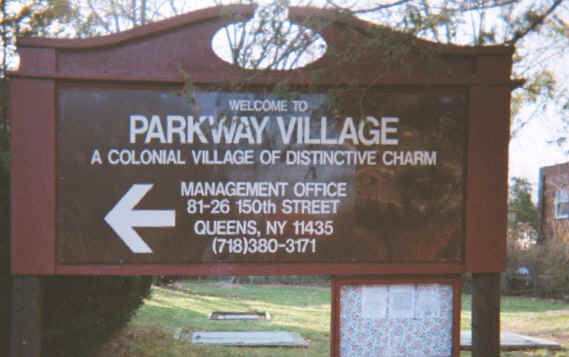 WELCOME TO
PARKWAY VILLAGE
A COLONIAL VILLAGE OF DISTINCTIVE CHARM
MANAGEMENT OFFICE
81-26 150th STREET
QUEENS, NY 11435
(718)380-3171